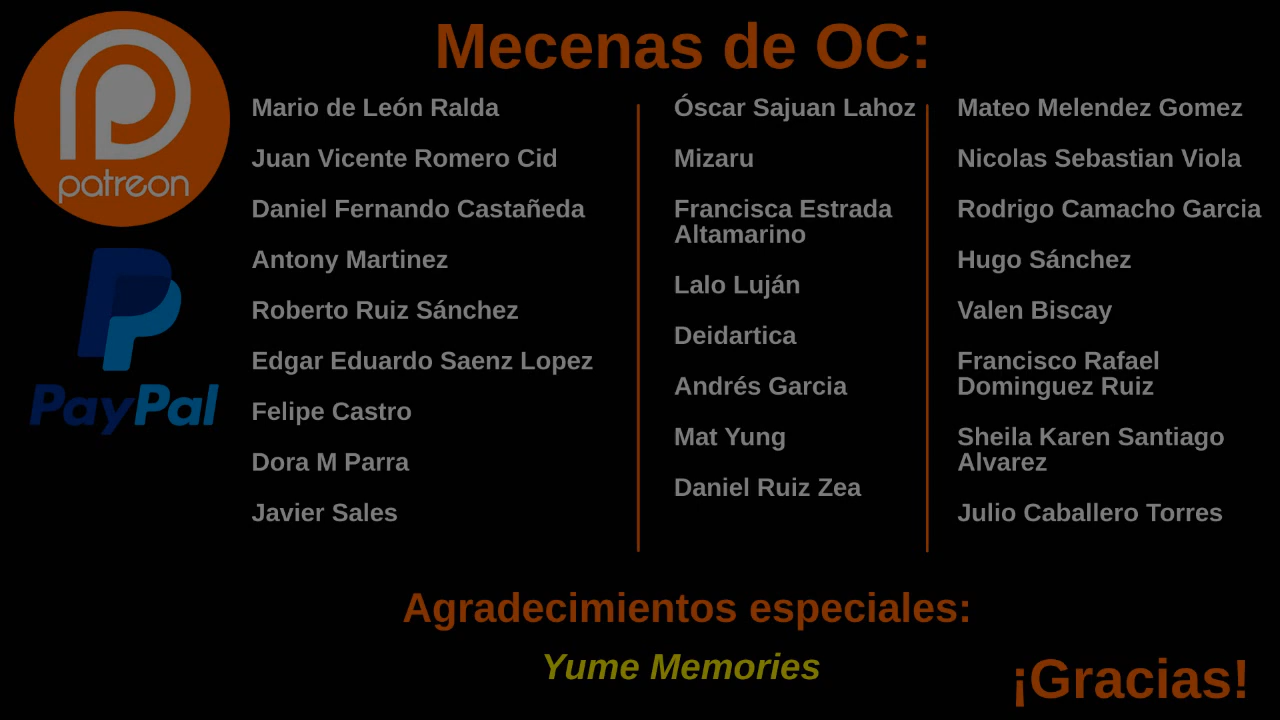 Mecenas de OC:
patreon
PayPal
Mario de León Ralda
Juan Vicente Romero Cid
Daniel Fernando Castañeda
Antony Martinez
Roberto Ruiz Sánchez
Edgar Eduardo Saenz Lopez
Felipe Castro
Dora M Parra
Javier Sales
Óscar Sajuan Lahoz
Mizaru
Francisca Estrada
Altamarino
Lalo Luján
Deidartica
Andrés Garcia
Mat Yung
Daniel Ruiz Zea
Mateo Melendez Gomez
Nicolas Sebastian Viola
Rodrigo Camacho Garcia
Hugo Sánchez
Valen Biscay
Francisco Rafael
Dominguez Ruiz
Sheila Karen Santiago
Alvarez
Julio Caballero Torres
Agradecimientos especiales:
Yume Memories
¡Gracias!